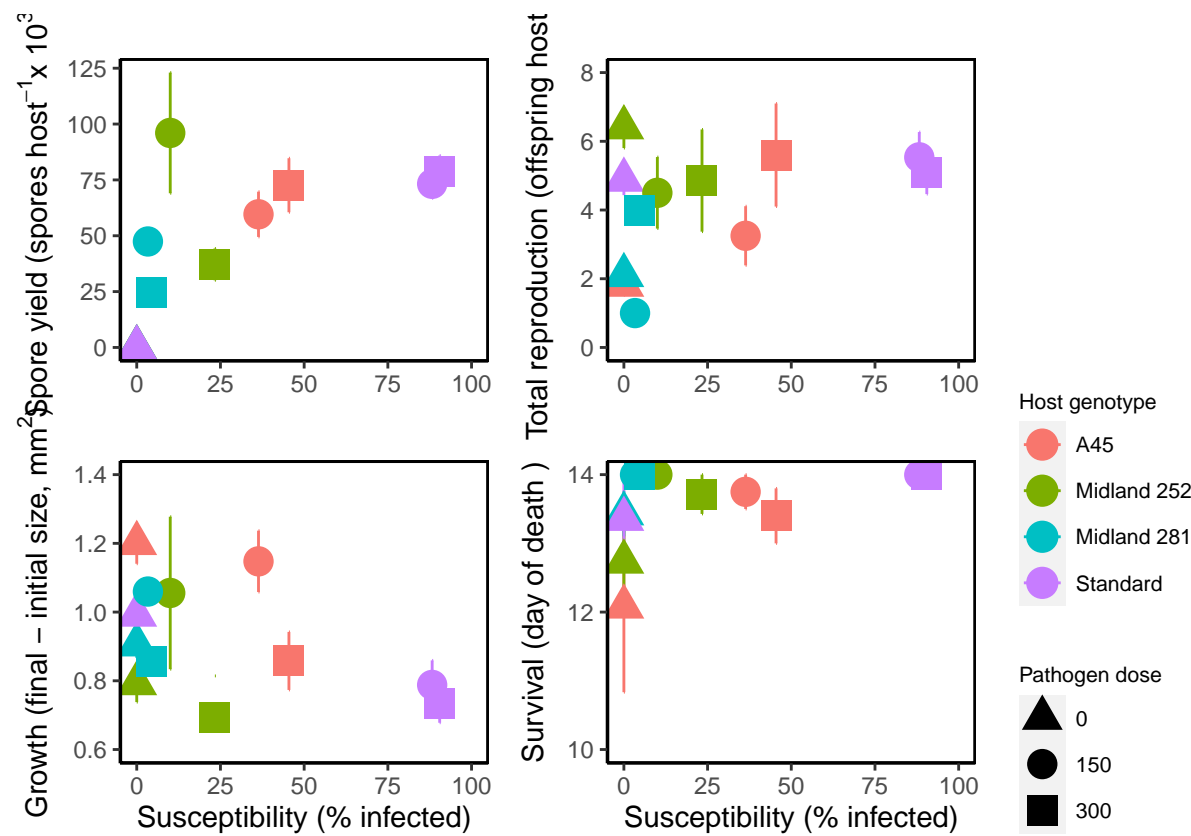 Spore yield (spores host⁻¹ x 10³
125
100
75
50
25
0
0 25 50 75 100
Total reproduction (offspring host
8
6
4
2
0
0 25 50 75 100
Growth (final − initial size, mm²
1.4
1.2
1.0
0.8
0.6
0 25 50 75 100
Susceptibility (% infected)
Survival (day of death )
14
12
10
0 25 50 75 100
Susceptibility (% infected)
Host genotype
A45
Midland 252
Midland 281
Standard
Pathogen dose
0
150
300